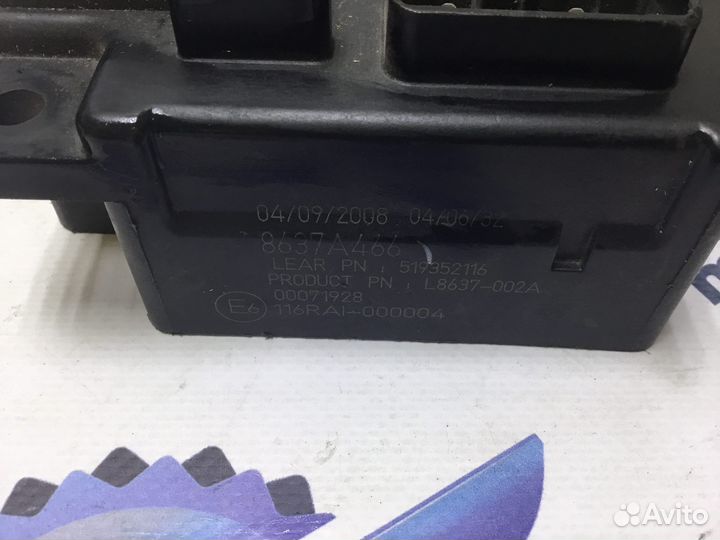 04/09/2008 04/06/32
8637A466
LEAR PN : 519352116
PRODUCT PN : L8637-002A
00071928
E6 116RAI-000004
Avito